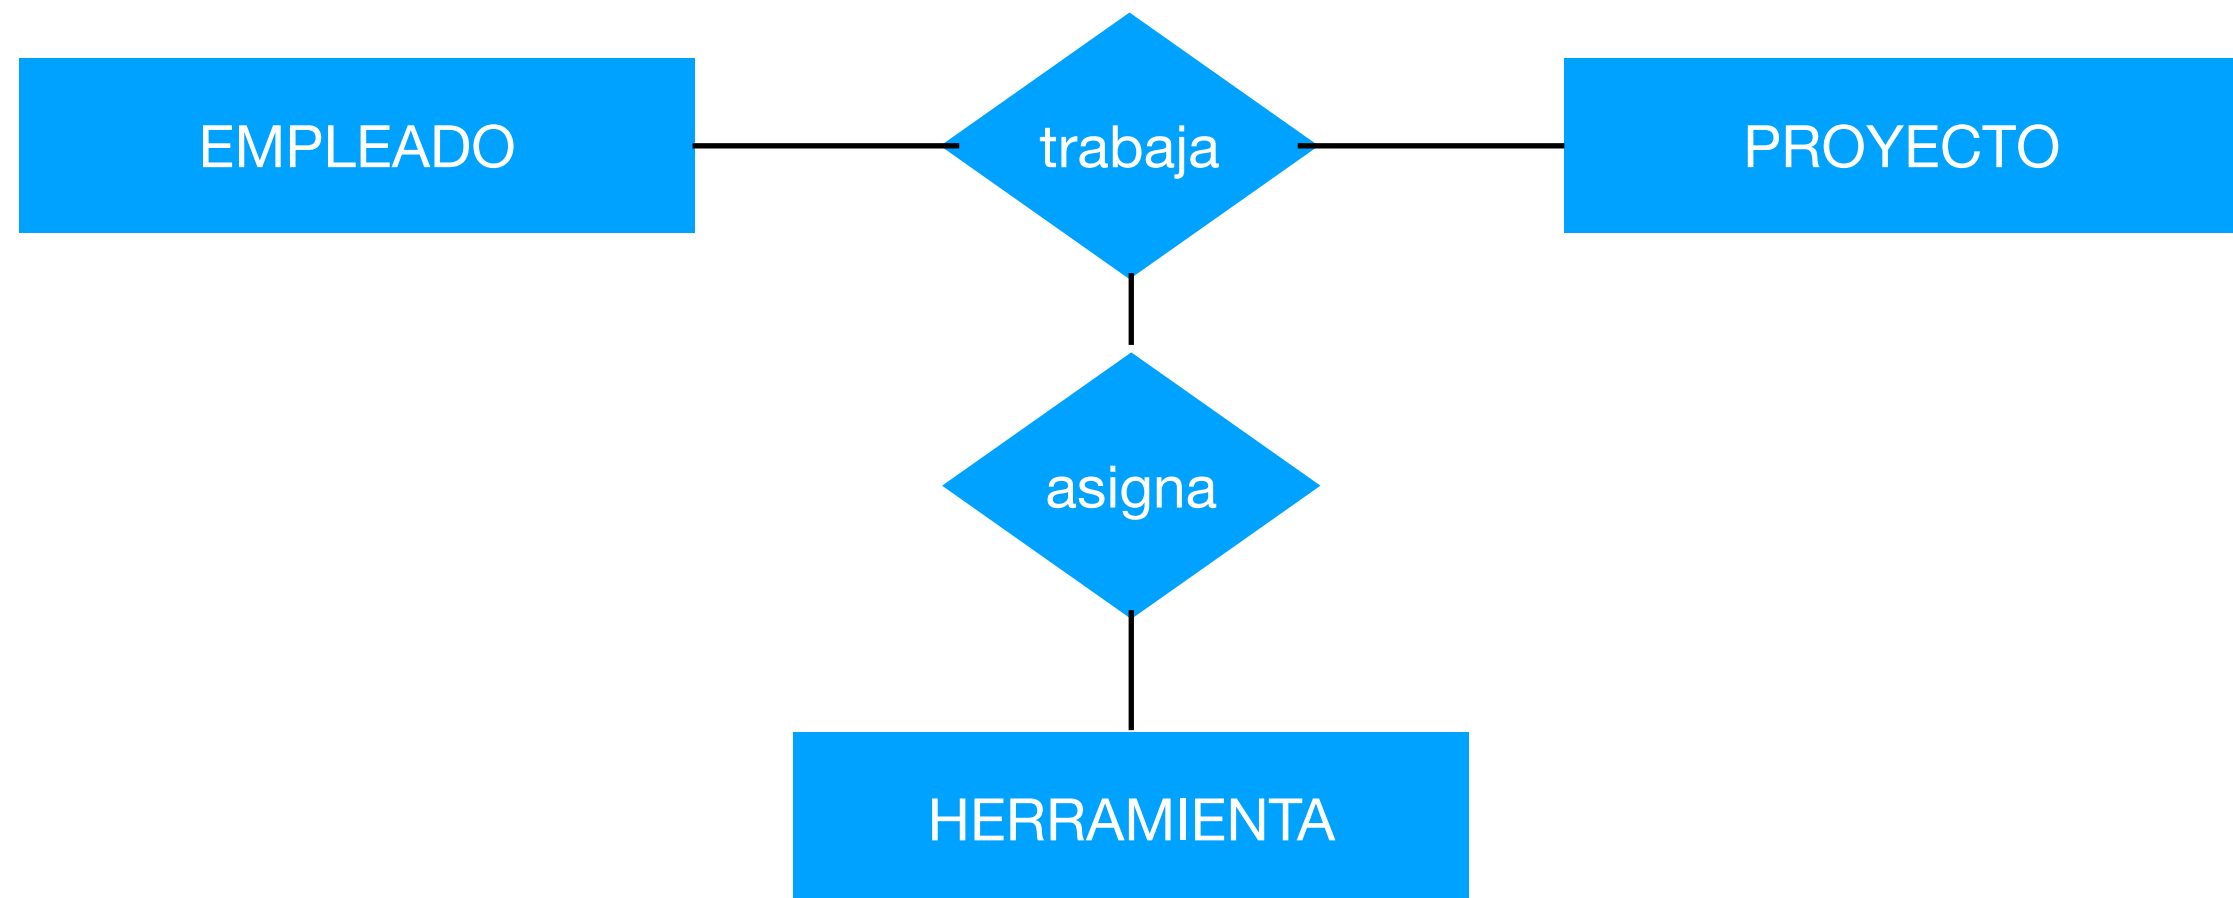 EMPLEADO
trabaja
PROYECTO
asigna
HERRAMIENTA